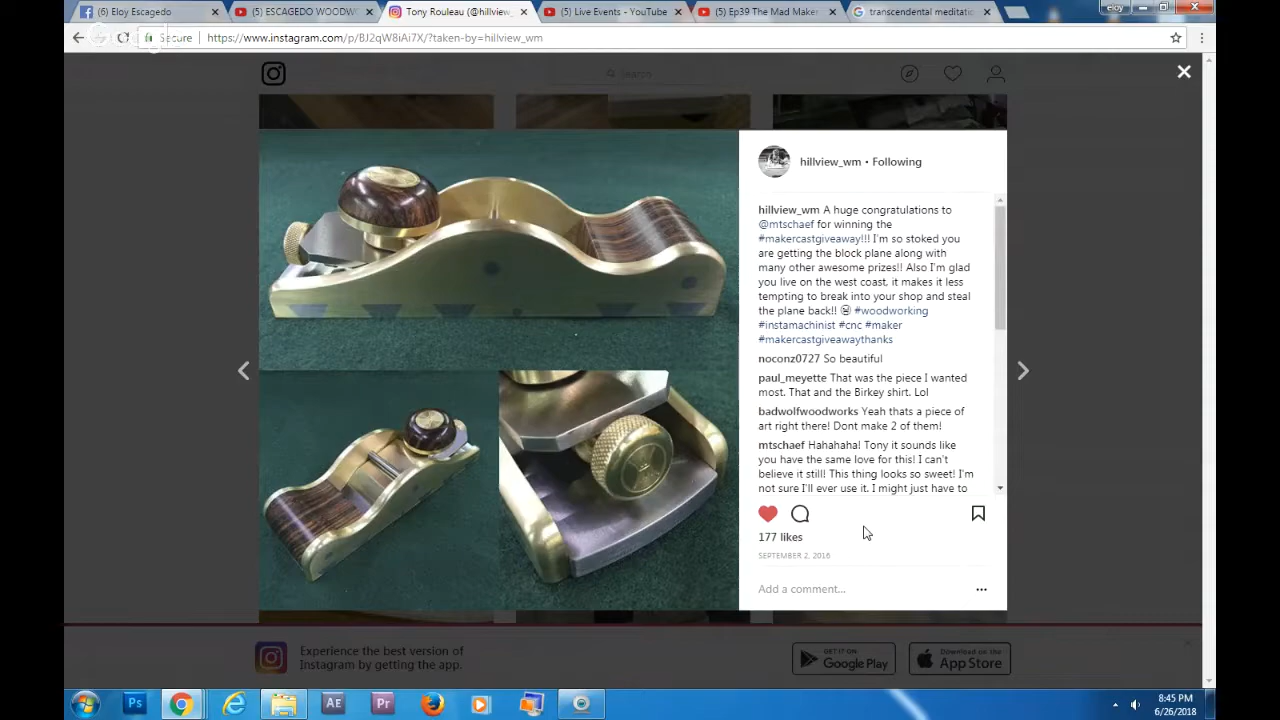 eloy
(5) Eloy Escagedo
(5) ESCAGEDO WOODWO
Tony Rouleau (@hillview_
(5) Live Events - YouTube
(5) Ep39 The Mad Maker
transcendental meditatio
Secure
https://www.instagram.com/p/BJ2qW8iAi7X/?taken-by=hillview_wm
Search
hillview_wm • Following
hillview_wm A huge congratulations to
@mtschaef for winning the
#makercastgiveaway!!! I'm so stoked you
are getting the block plane along with
many other awesome prizes!! Also I'm glad
you live on the west coast, it makes it less
tempting to break into your shop and steal
the plane back!! 😆 #woodworking
#instamachinist #cnc #maker
#makercastgiveawaythanks
noconz0727 So beautiful
paul_meyette That was the piece I wanted
most. That and the Birkey shirt. Lol
badwolfwoodworks Yeah thats a piece of
art right there! Dont make 2 of them!
mtschaef Hahahaha! Tony it sounds like
you have the same love for this! I can't
believe it still! This thing looks so sweet! I'm
not sure I'll ever use it. I might just have to
177 likes
SEPTEMBER 2, 2016
Add a comment...
Experience the best version of
Instagram by getting the app.
GET IT ON
Google Play
Download on the
App Store
Ps
AE
Pr
8:45 PM
6/26/2018